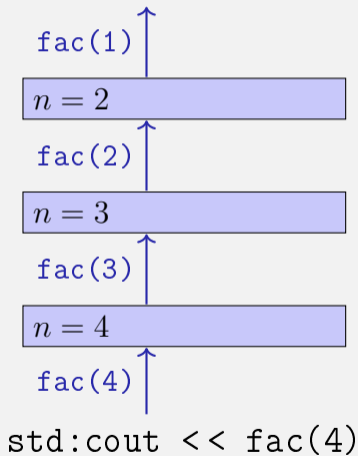 fac(1)
n = 2
fac(2)
n = 3
fac(3)
n = 4
fac(4)
std:cout << fac(4)